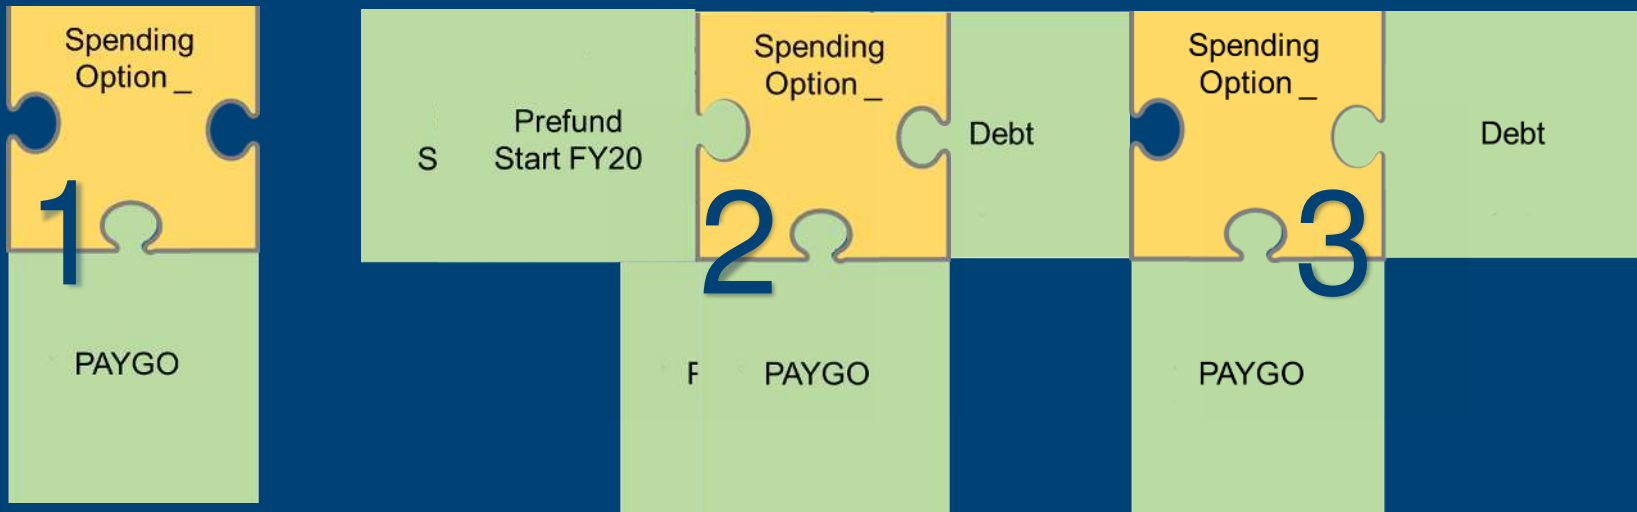 Spending
Option _
1
PAYGO
S
Prefund
Start FY20
Spending
Option _
2
Debt
F
PAYGO
Spending
Option _
3
Debt
PAYGO